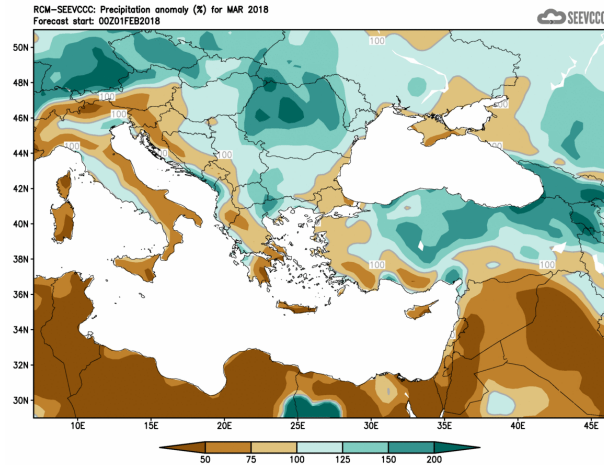 RCM-SEEVCCC: Precipitation anomaly (%) for MAR 2018
Forecast start: 00Z01FEB2018
SEEVCCC
50N
48N
46N
44N
42N
40N
38N
36N
34N
32N
30N
100
100
100
100
100
100
100
100
100
10E
15E
20E
25E
30E
35E
40E
45E
50
75
100
125
150
200